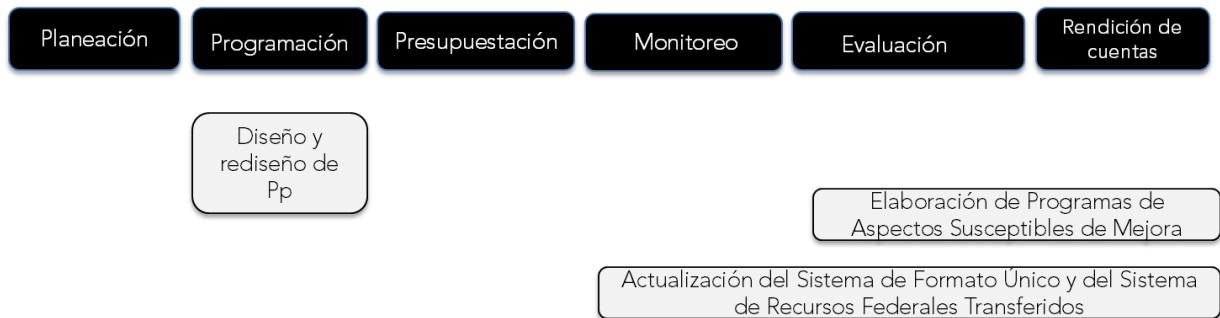 Planeación
Programación
Presupuestación
Monitoreo
Evaluación
Rendición de
cuentas
Diseño y
rediseño de
Pp
Elaboración de Programas de
Aspectos Susceptibles de Mejora
Actualización del Sistema de Formato Único y del Sistema
de Recursos Federales Transferidos